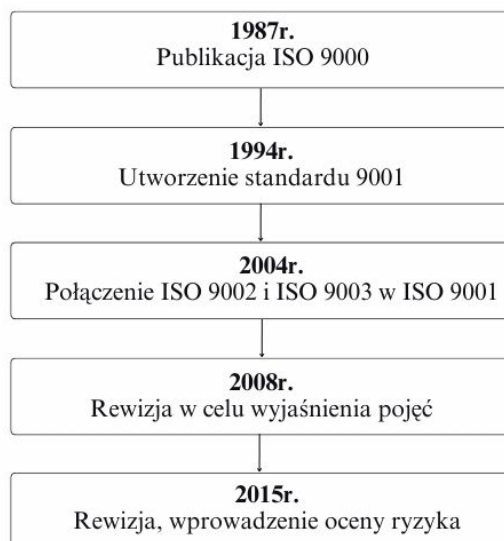 1987r.
Publikacja ISO 9000
1994r.
Utworzenie standardu 9001
2004r.
Połączenie ISO 9002 i ISO 9003 w ISO 9001
2008r.
Rewizja w celu wyjaśnienia pojęć
2015r.
Rewizja, wprowadzenie oceny ryzyka